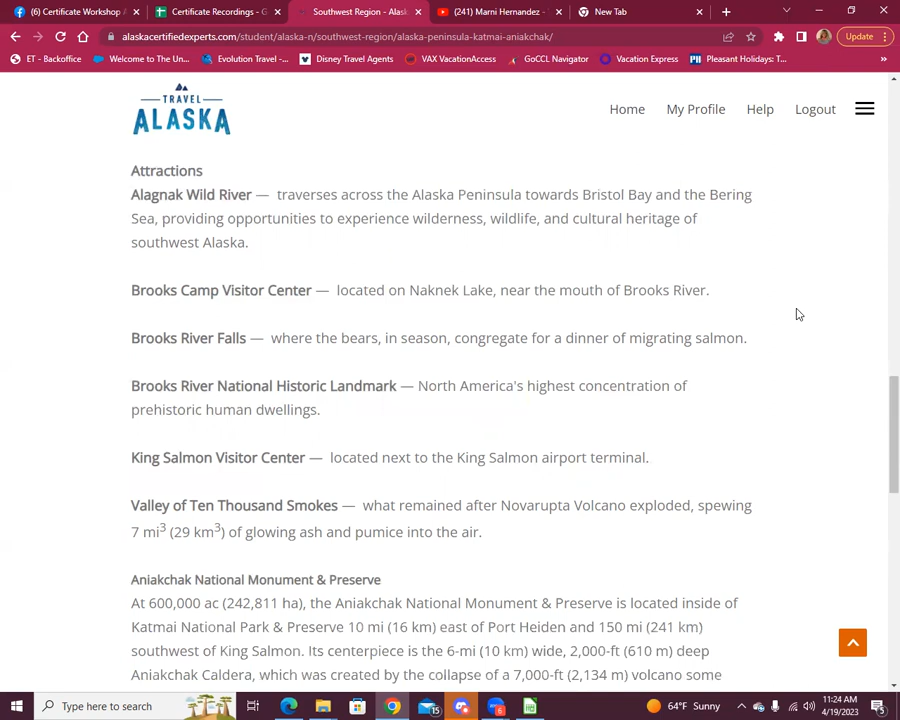 (6) Certificate Workshop A
Certificate Recordings - G
Southwest Region - Alask
(241) Marni Hernandez -
New Tab
alaskacertifiedexperts.com/student/alaska-n/southwest-region/alaska-peninsula-katmai-aniakchak/
Update
ET - Backoffice
Welcome to The Un...
Evolution Travel -...
Disney Travel Agents
VAX VacationAccess
GoCCL Navigator
Vacation Express
Pleasant Holidays: T...
TRAVEL
ALASKA
Home
My Profile
Help
Logout
Attractions
Alagnak Wild River — traverses across the Alaska Peninsula towards Bristol Bay and the Bering
Sea, providing opportunities to experience wilderness, wildlife, and cultural heritage of
southwest Alaska.
Brooks Camp Visitor Center — located on Naknek Lake, near the mouth of Brooks River.
Brooks River Falls — where the bears, in season, congregate for a dinner of migrating salmon.
Brooks River National Historic Landmark — North America's highest concentration of
prehistoric human dwellings.
King Salmon Visitor Center — located next to the King Salmon airport terminal.
Valley of Ten Thousand Smokes — what remained after Novarupta Volcano exploded, spewing
7 mi³ (29 km³) of glowing ash and pumice into the air.
Aniakchak National Monument & Preserve
At 600,000 ac (242,811 ha), the Aniakchak National Monument & Preserve is located inside of
Katmai National Park & Preserve 10 mi (16 km) east of Port Heiden and 150 mi (241 km)
southwest of King Salmon. Its centerpiece is the 6-mi (10 km) wide, 2,000-ft (610 m) deep
Aniakchak Caldera, which was created by the collapse of a 7,000-ft (2,134 m) volcano some
Type here to search
15
6
64°F Sunny
11:24 AM
4/19/2023
5